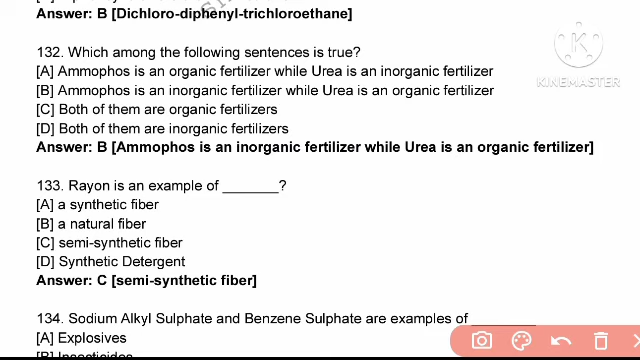 Answer: B [Dichloro-diphenyl-trichloroethane]
132. Which among the following sentences is true?
[A] Ammophos is an organic fertilizer while Urea is an inorganic fertilizer
[B] Ammophos is an inorganic fertilizer while Urea is an organic fertilizer
[C] Both of them are organic fertilizers
[D] Both of them are inorganic fertilizers
Answer: B [Ammophos is an inorganic fertilizer while Urea is an organic fertilizer]
133. Rayon is an example of _______?
[A] a synthetic fiber
[B] a natural fiber
[C] semi-synthetic fiber
[D] Synthetic Detergent
Answer: C [semi-synthetic fiber]
134. Sodium Alkyl Sulphate and Benzene Sulphate are examples of ________
[A] Explosives
[B] Insecticides
K
KINEMASTER